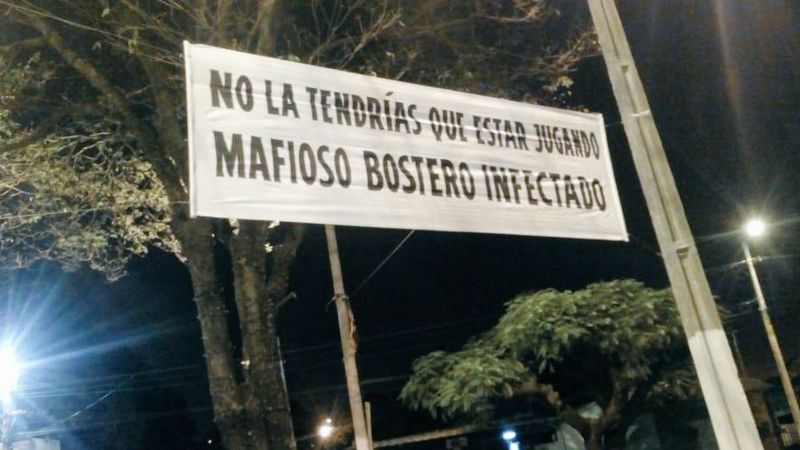 NO LA TENDRÍAS QUE ESTAR JUGANDO
MAFIOSO BOSTERO INFECTADO